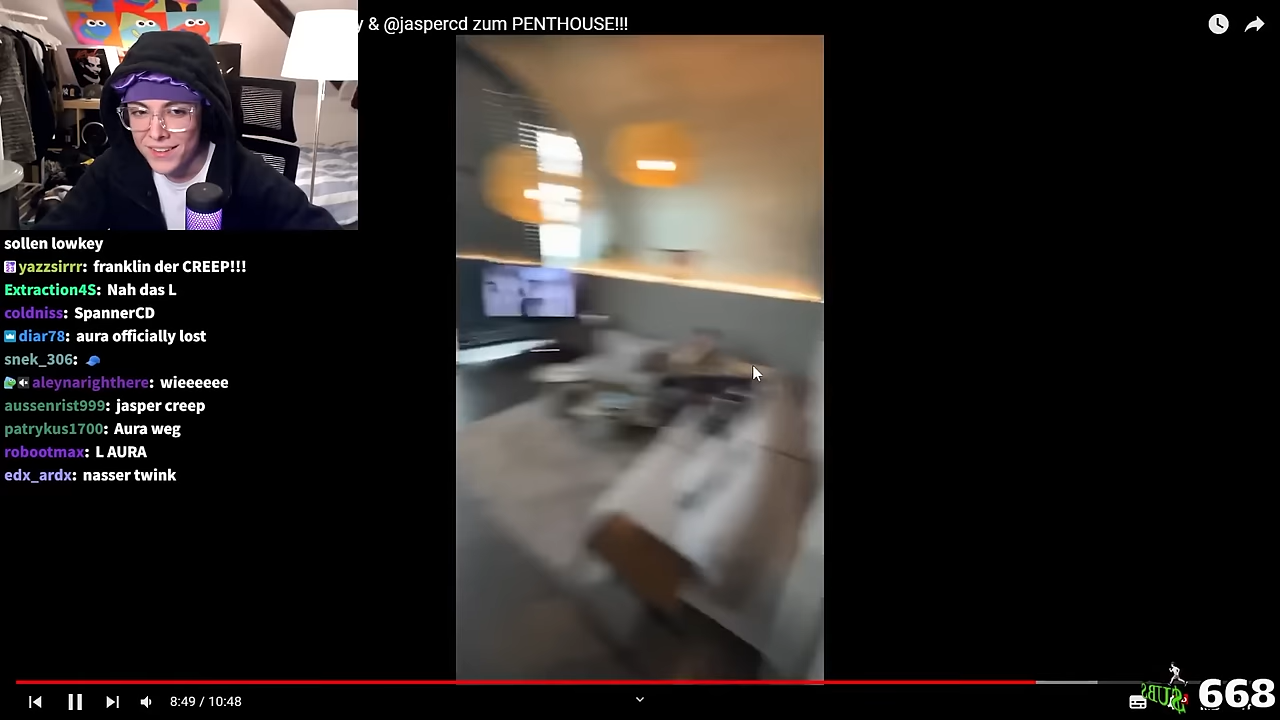 y & @jaspercd zum PENTHOUSE!!!
sollen lowkey
yazzsirrr: franklin der CREEP!!!
Extraction4S: Nah das L
coldniss: SpannerCD
diar78: aura officially lost
snek_306:
aleynarighthere: wieeeeee
aussenrist999: jasper creep
patrykus1700: Aura weg
robootmax: L AURA
edx_ardx: nasser twink
8:49 / 10:48
$UBS
668